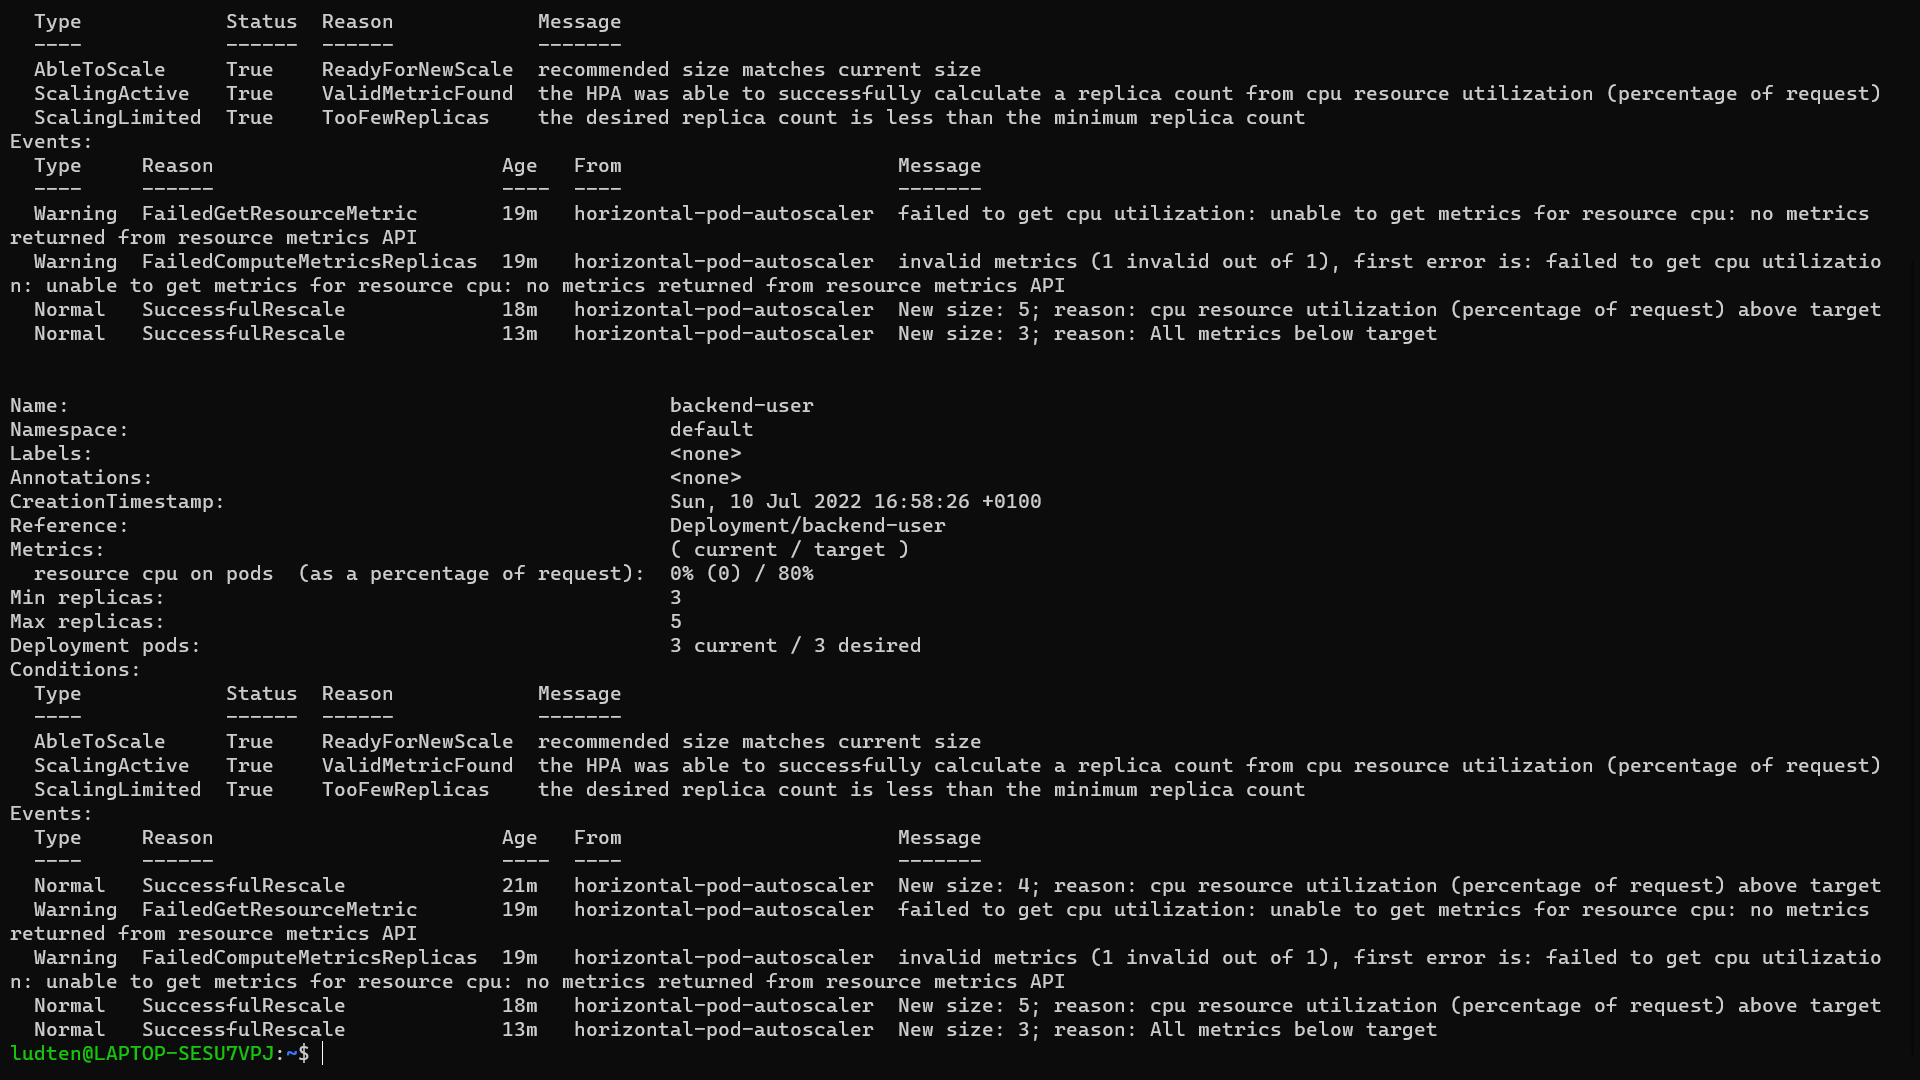 Type            Status  Reason            Message
  ----            ------  ------            -------
  AbleToScale     True    ReadyForNewScale  recommended size matches current size
  ScalingActive   True    ValidMetricFound  the HPA was able to successfully calculate a replica count from cpu resource utilization (percentage of request)
  ScalingLimited  True    TooFewReplicas    the desired replica count is less than the minimum replica count
Events:
  Type     Reason                        Age   From                       Message
  ----     ------                        ----  ----                       -------
  Warning  FailedGetResourceMetric       19m   horizontal-pod-autoscaler  failed to get cpu utilization: unable to get metrics for resource cpu: no metrics
returned from resource metrics API
  Warning  FailedComputeMetricsReplicas  19m   horizontal-pod-autoscaler  invalid metrics (1 invalid out of 1), first error is: failed to get cpu utilizatio
n: unable to get metrics for resource cpu: no metrics returned from resource metrics API
  Normal   SuccessfulRescale             18m   horizontal-pod-autoscaler  New size: 5; reason: cpu resource utilization (percentage of request) above target
  Normal   SuccessfulRescale             13m   horizontal-pod-autoscaler  New size: 3; reason: All metrics below target
Name:                                                  backend-user
Namespace:                                             default
Labels:                                                <none>
Annotations:                                           <none>
CreationTimestamp:                                     Sun, 10 Jul 2022 16:58:26 +0100
Reference:                                             Deployment/backend-user
Metrics:                                               ( current / target )
  resource cpu on pods  (as a percentage of request):  0% (0) / 80%
Min replicas:                                          3
Max replicas:                                          5
Deployment pods:                                       3 current / 3 desired
Conditions:
  Type            Status  Reason            Message
  ----            ------  ------            -------
  AbleToScale     True    ReadyForNewScale  recommended size matches current size
  ScalingActive   True    ValidMetricFound  the HPA was able to successfully calculate a replica count from cpu resource utilization (percentage of request)
  ScalingLimited  True    TooFewReplicas    the desired replica count is less than the minimum replica count
Events:
  Type     Reason                        Age   From                       Message
  ----     ------                        ----  ----                       -------
  Normal   SuccessfulRescale             21m   horizontal-pod-autoscaler  New size: 4; reason: cpu resource utilization (percentage of request) above target
  Warning  FailedGetResourceMetric       19m   horizontal-pod-autoscaler  failed to get cpu utilization: unable to get metrics for resource cpu: no metrics
returned from resource metrics API
  Warning  FailedComputeMetricsReplicas  19m   horizontal-pod-autoscaler  invalid metrics (1 invalid out of 1), first error is: failed to get cpu utilizatio
n: unable to get metrics for resource cpu: no metrics returned from resource metrics API
  Normal   SuccessfulRescale             18m   horizontal-pod-autoscaler  New size: 5; reason: cpu resource utilization (percentage of request) above target
  Normal   SuccessfulRescale             13m   horizontal-pod-autoscaler  New size: 3; reason: All metrics below target
ludten@LAPTOP-SESU7VPJ:~$